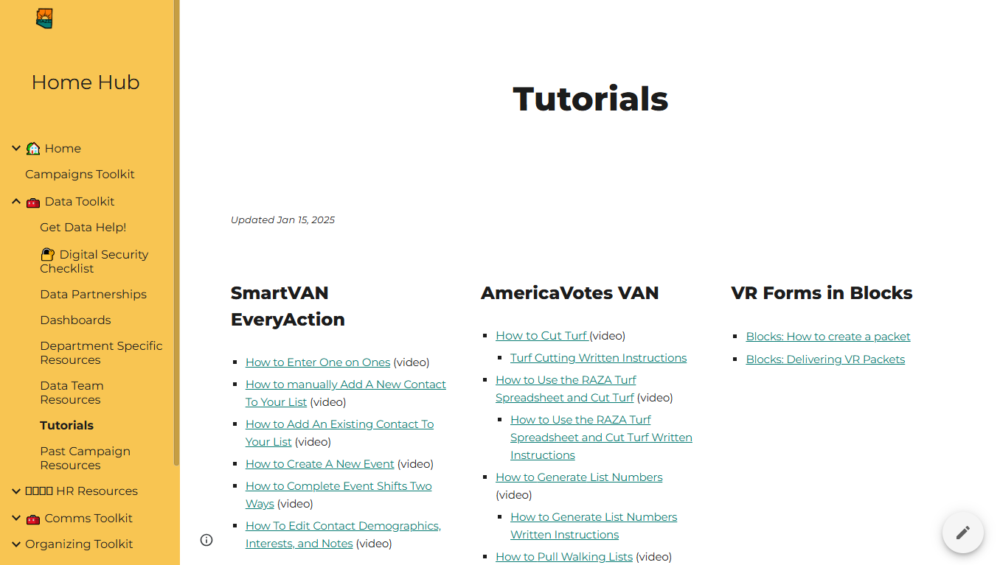 Home Hub
Home
Campaigns Toolkit
Data Toolkit
Get Data Help!
Digital Security
Checklist
Data Partnerships
Dashboards
Department Specific
Resources
Data Team
Resources
Tutorials
Past Campaign
Resources
HR Resources
Comms Toolkit
Organizing Toolkit
Tutorials
Updated Jan 15, 2025
SmartVAN
EveryAction
How to Enter One on Ones (video)
How to manually Add A New Contact
To Your List (video)
How to Add An Existing Contact To
Your List (video)
How to Create A New Event (video)
How to Complete Event Shifts Two
Ways (video)
How To Edit Contact Demographics,
Interests, and Notes (video)
AmericaVotes VAN
How to Cut Turf (video)
Turf Cutting Written Instructions
How to Use the RAZA Turf
Spreadsheet and Cut Turf (video)
How to Use the RAZA Turf
Spreadsheet and Cut Turf Written
Instructions
How to Generate List Numbers
(video)
How to Generate List Numbers
Written Instructions
How to Pull Walking Lists (video)
VR Forms in Blocks
Blocks: How to create a packet
Blocks: Delivering VR Packets